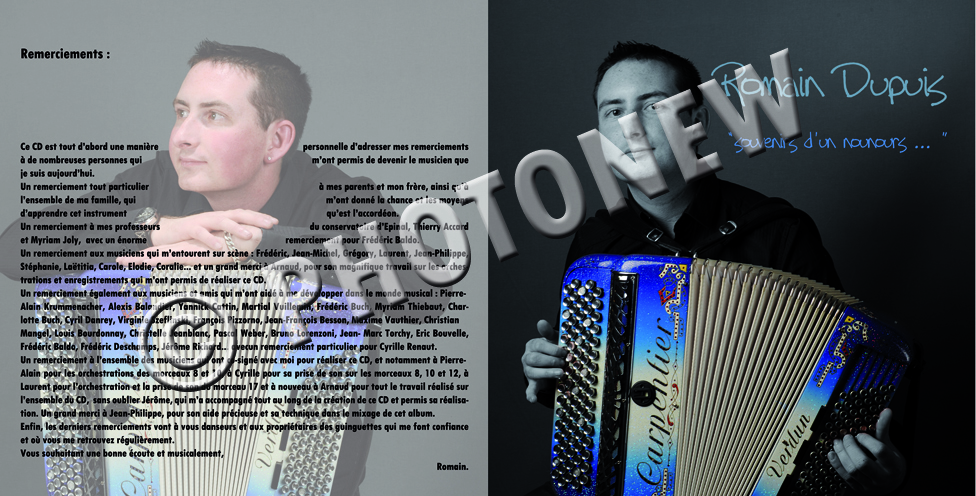 Remerciements :
Ce CD est tout d'abord une manière personnelle d'adresser mes remerciements
à de nombreuses personnes qui m'ont permis de devenir le musicien que
je suis aujourd'hui.
Un remerciement tout particulier à mes parents et mon frère, ainsi qu'à
l'ensemble de ma famille, qui m'ont donné la chance et les moyens
d'apprendre cet instrument qu'est l'accordéon.
Un remerciement à mes professeurs du conservatoire d'Epinal, Thierry Accard
et Myriam Joly, avec un énorme remerciement pour Frédéric Baldo.
Un remerciement aux musiciens qui m'entourent sur scène : Frédéric, Jean-Michel, Grégory, Laurent, Jean-Philippe,
Stéphanie, Laëtitia, Carole, Elodie, Coralie... et un grand merci à Arnaud, pour son magnifique travail sur les orches
trations et enregistrements qui m'ont permis de réaliser ce CD.
Un remerciement également aux musiciens et amis qui m'ont aidé à me développer dans le monde musical : Pierre-
Alain Krummenacher, Alexis Yannick Cattin, Martial Frédéric Buch, Myriam Thiebaut, Char-
lotte Buch, Cyril Danrey, Virginie François Pizzorno, Jean-François Besson, Maxime Vauthier, Christian
Mangel, Louis Bourdonnay, Christelle Jeanblanc, Pascal Weber, Bruno Lorenzoni, Jean- Marc Torchy, Eric Bouvelle,
Frédéric Baldo, Frédéric Deschamps, Jérôme Richard... remerciement particulier pour Cyrille Renaut.
Un remerciement à l'ensemble des musiciens qui ont co-signé avec moi pour réaliser ce CD, et notamment à Pierre-
Alain pour les orchestrations des morceaux 8 et à Cyrille pour sa prise de son sur les morceaux 8, 10 et 12, à
Laurent pour l'orchestration et la prise de son du morceau 17 et à nouveau à Arnaud pour tout le travail réalisé sur
l'ensemble du CD, sans oublier Jérôme, qui m'a accompagné tout au long de la création de ce CD et permis sa réalisa-
tion. Un grand merci à Jean-Philippe, pour son aide précieuse et sa technique dans le mixage de cet album.
Enfin, les derniers remerciements vont à vous danseurs et aux propriétaires des guinguettes qui me font confiance
et où vous me retrouvez régulièrement.
Vous souhaitant une bonne écoute et musicalement,
Romain.
Romain Dupuis
"souvenirs d'un nounours ... "
Carpentier
Verdun
© PHOTONEW